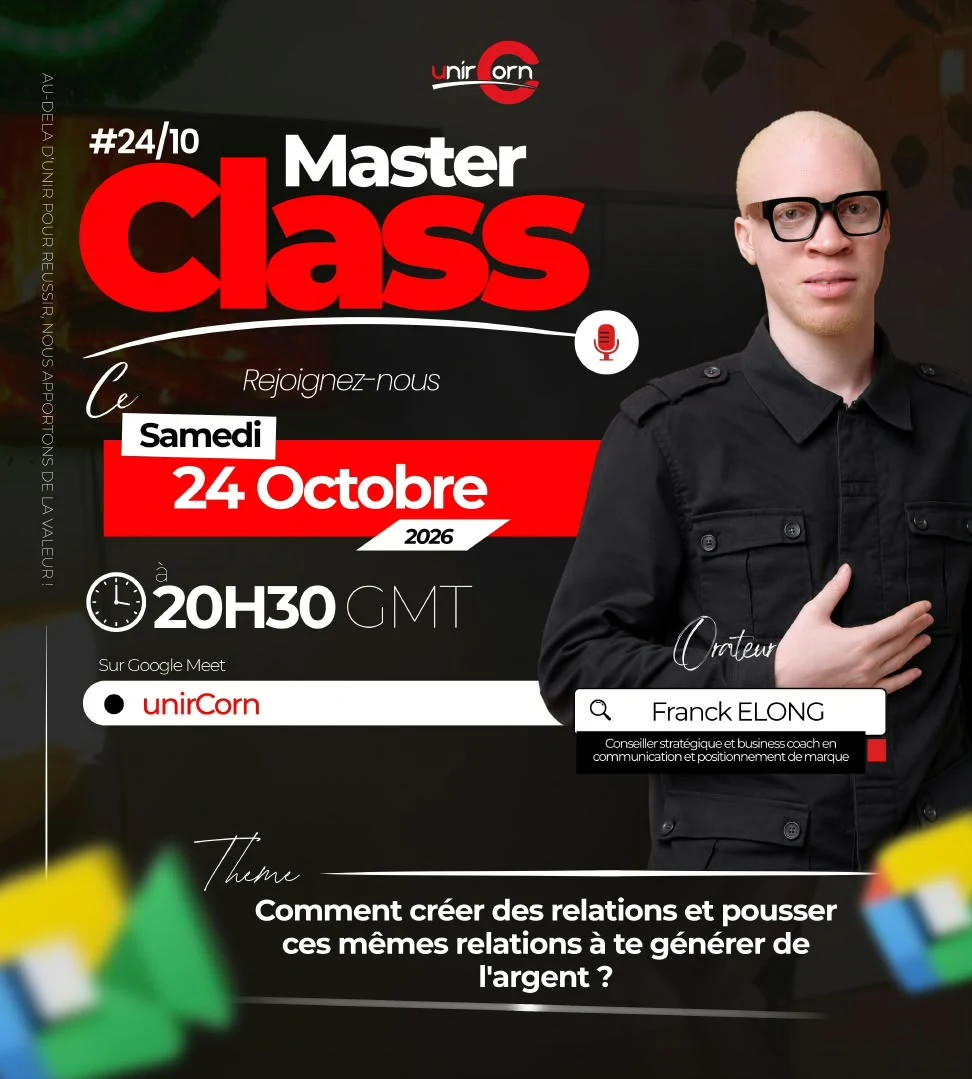 unirCorn
#24/10
Master
Class
Ce
Rejoignez-nous
Samedi
24 Octobre
2026
à
20H30 GMT
Sur Google Meet
unirCorn
Orateur
Franck ELONG
Conseiller stratégique et business coach en
communication et positionnement de marque
Theme
Comment créer des relations et pousser
ces mêmes relations à te générer de
l'argent ?
AU-DELA D'UNIR POUR REUSSIR, NOUS APPORTONS DE LA VALEUR !